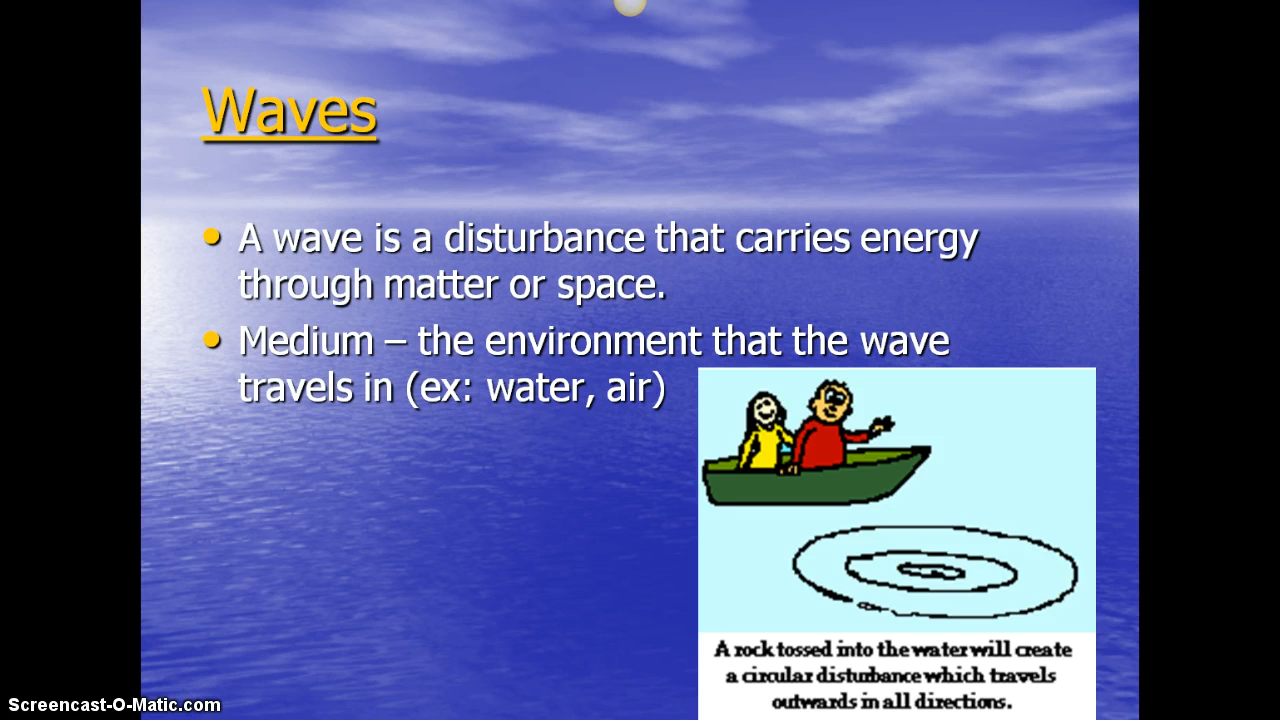 Waves
• A wave is a disturbance that carries energy
through matter or space.
• Medium – the environment that the wave
travels in (ex: water, air)
A rock tossed into the water will create
a circular disturbance which travels
outwards in all directions.
Screencast-O-Matic.com